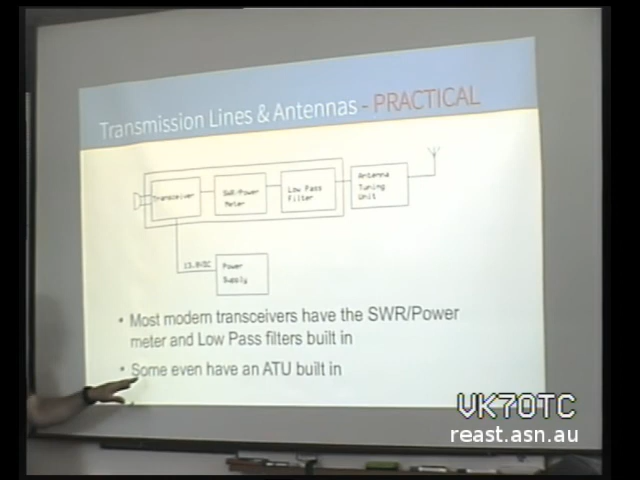 Transmission Lines & Antennas - PRACTICAL
Transceiver
SWR/Power
Meter
Low Pass
Filter
Antenna
Tuning
Unit
13.8VDC
Power
Supply
• Most modern transceivers have the SWR/Power
meter and Low Pass filters built in
• Some even have an ATU built in
VK7OTC
reast.asn.au